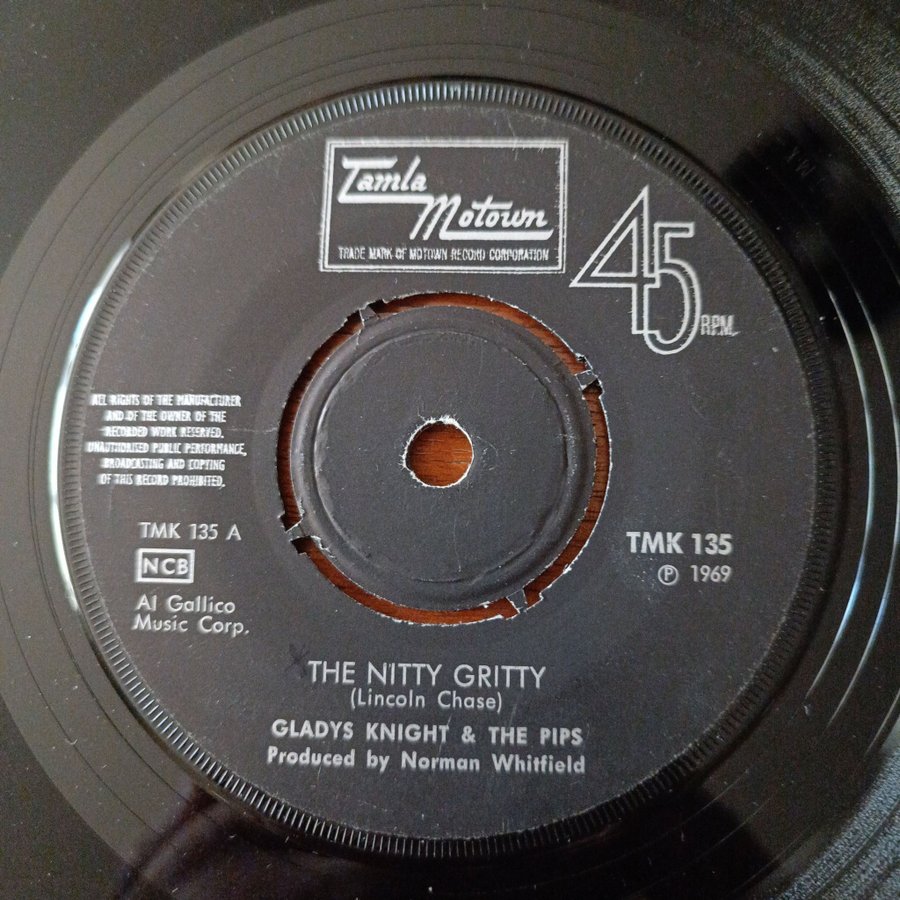 Tamla
Motown
TRADE MARK OF MOTOWN RECORD CORPORATION
45
RPM
ALL RIGHTS OF THE MANUFACTURER
AND OF THE OWNER OF THE
RECORDED WORK RESERVED.
UNAUTHORISED PUBLIC PERFORMANCE,
BROADCASTING AND COPYING
OF THIS RECORD PROHIBITED.
TMK 135 A
NCB
Al Gallico
Music Corp.
TMK 135
℗ 1969
THE NITTY GRITTY
(Lincoln Chase)
GLADYS KNIGHT & THE PIPS
Produced by Norman Whitfield